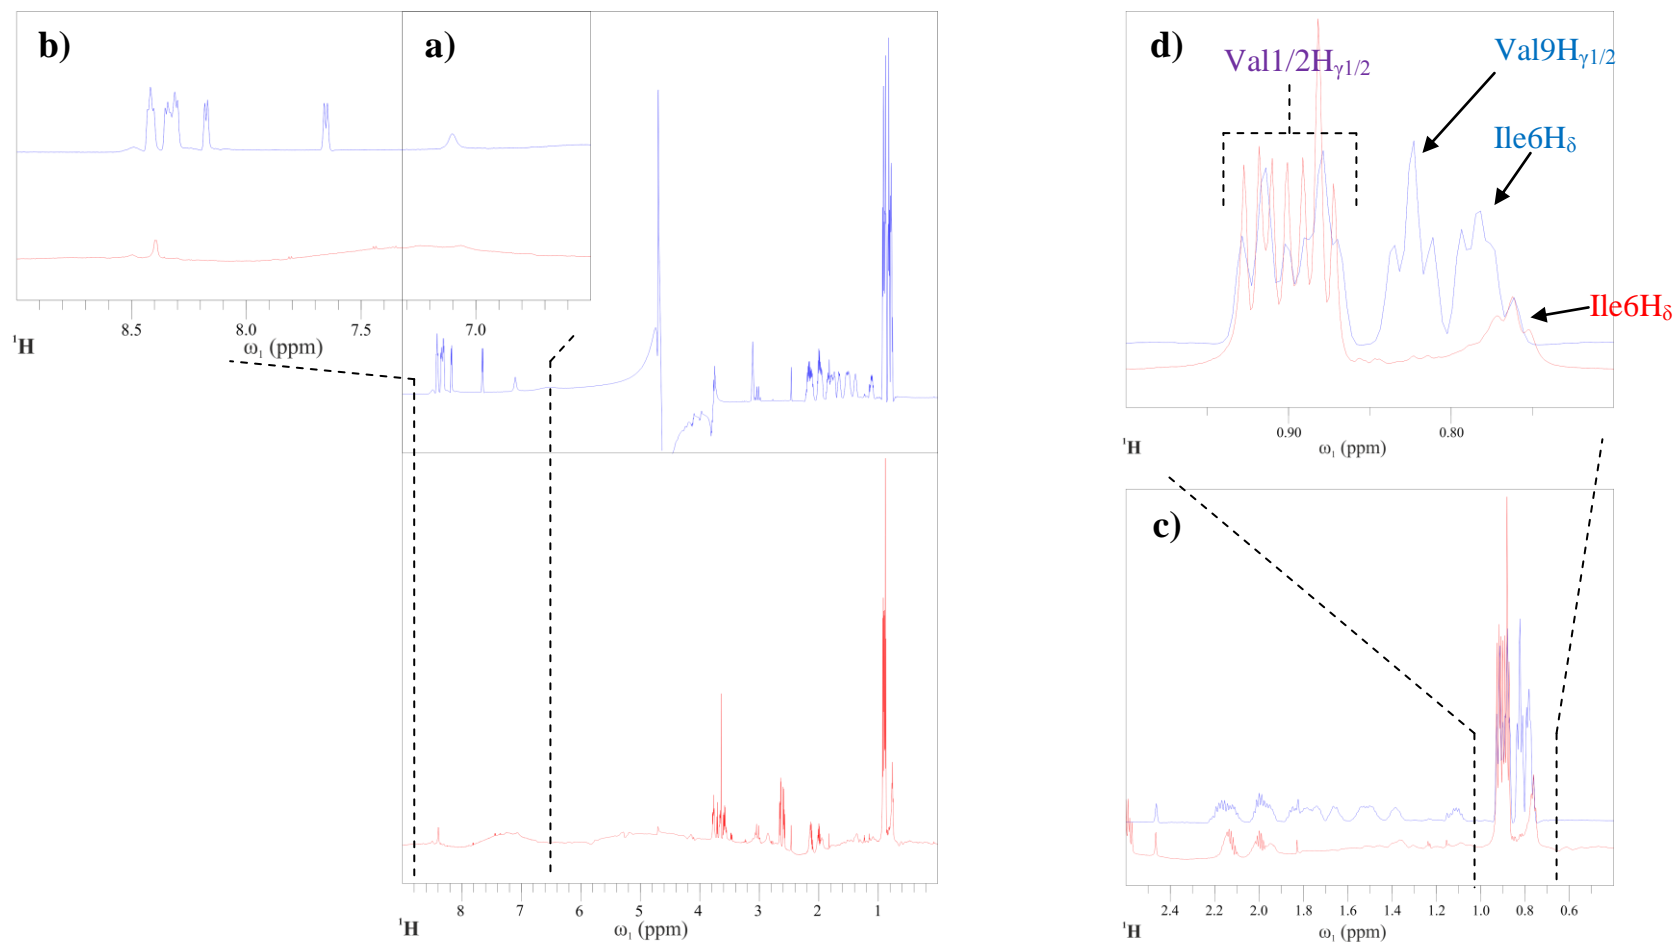 b)
a)
8.5
8.0
7.5
7.0
¹H
ω₁ (ppm)
8
7
6
5
4
3
2
1
¹H
ω₁ (ppm)
d)
Val1/2Hγ1/2
Val9Hγ1/2
Ile6Hδ
Ile6Hδ
0.90
0.80
¹H
ω₁ (ppm)
c)
2.4
2.2
2.0
1.8
1.6
1.4
1.2
1.0
0.8
0.6
¹H
ω₁ (ppm)